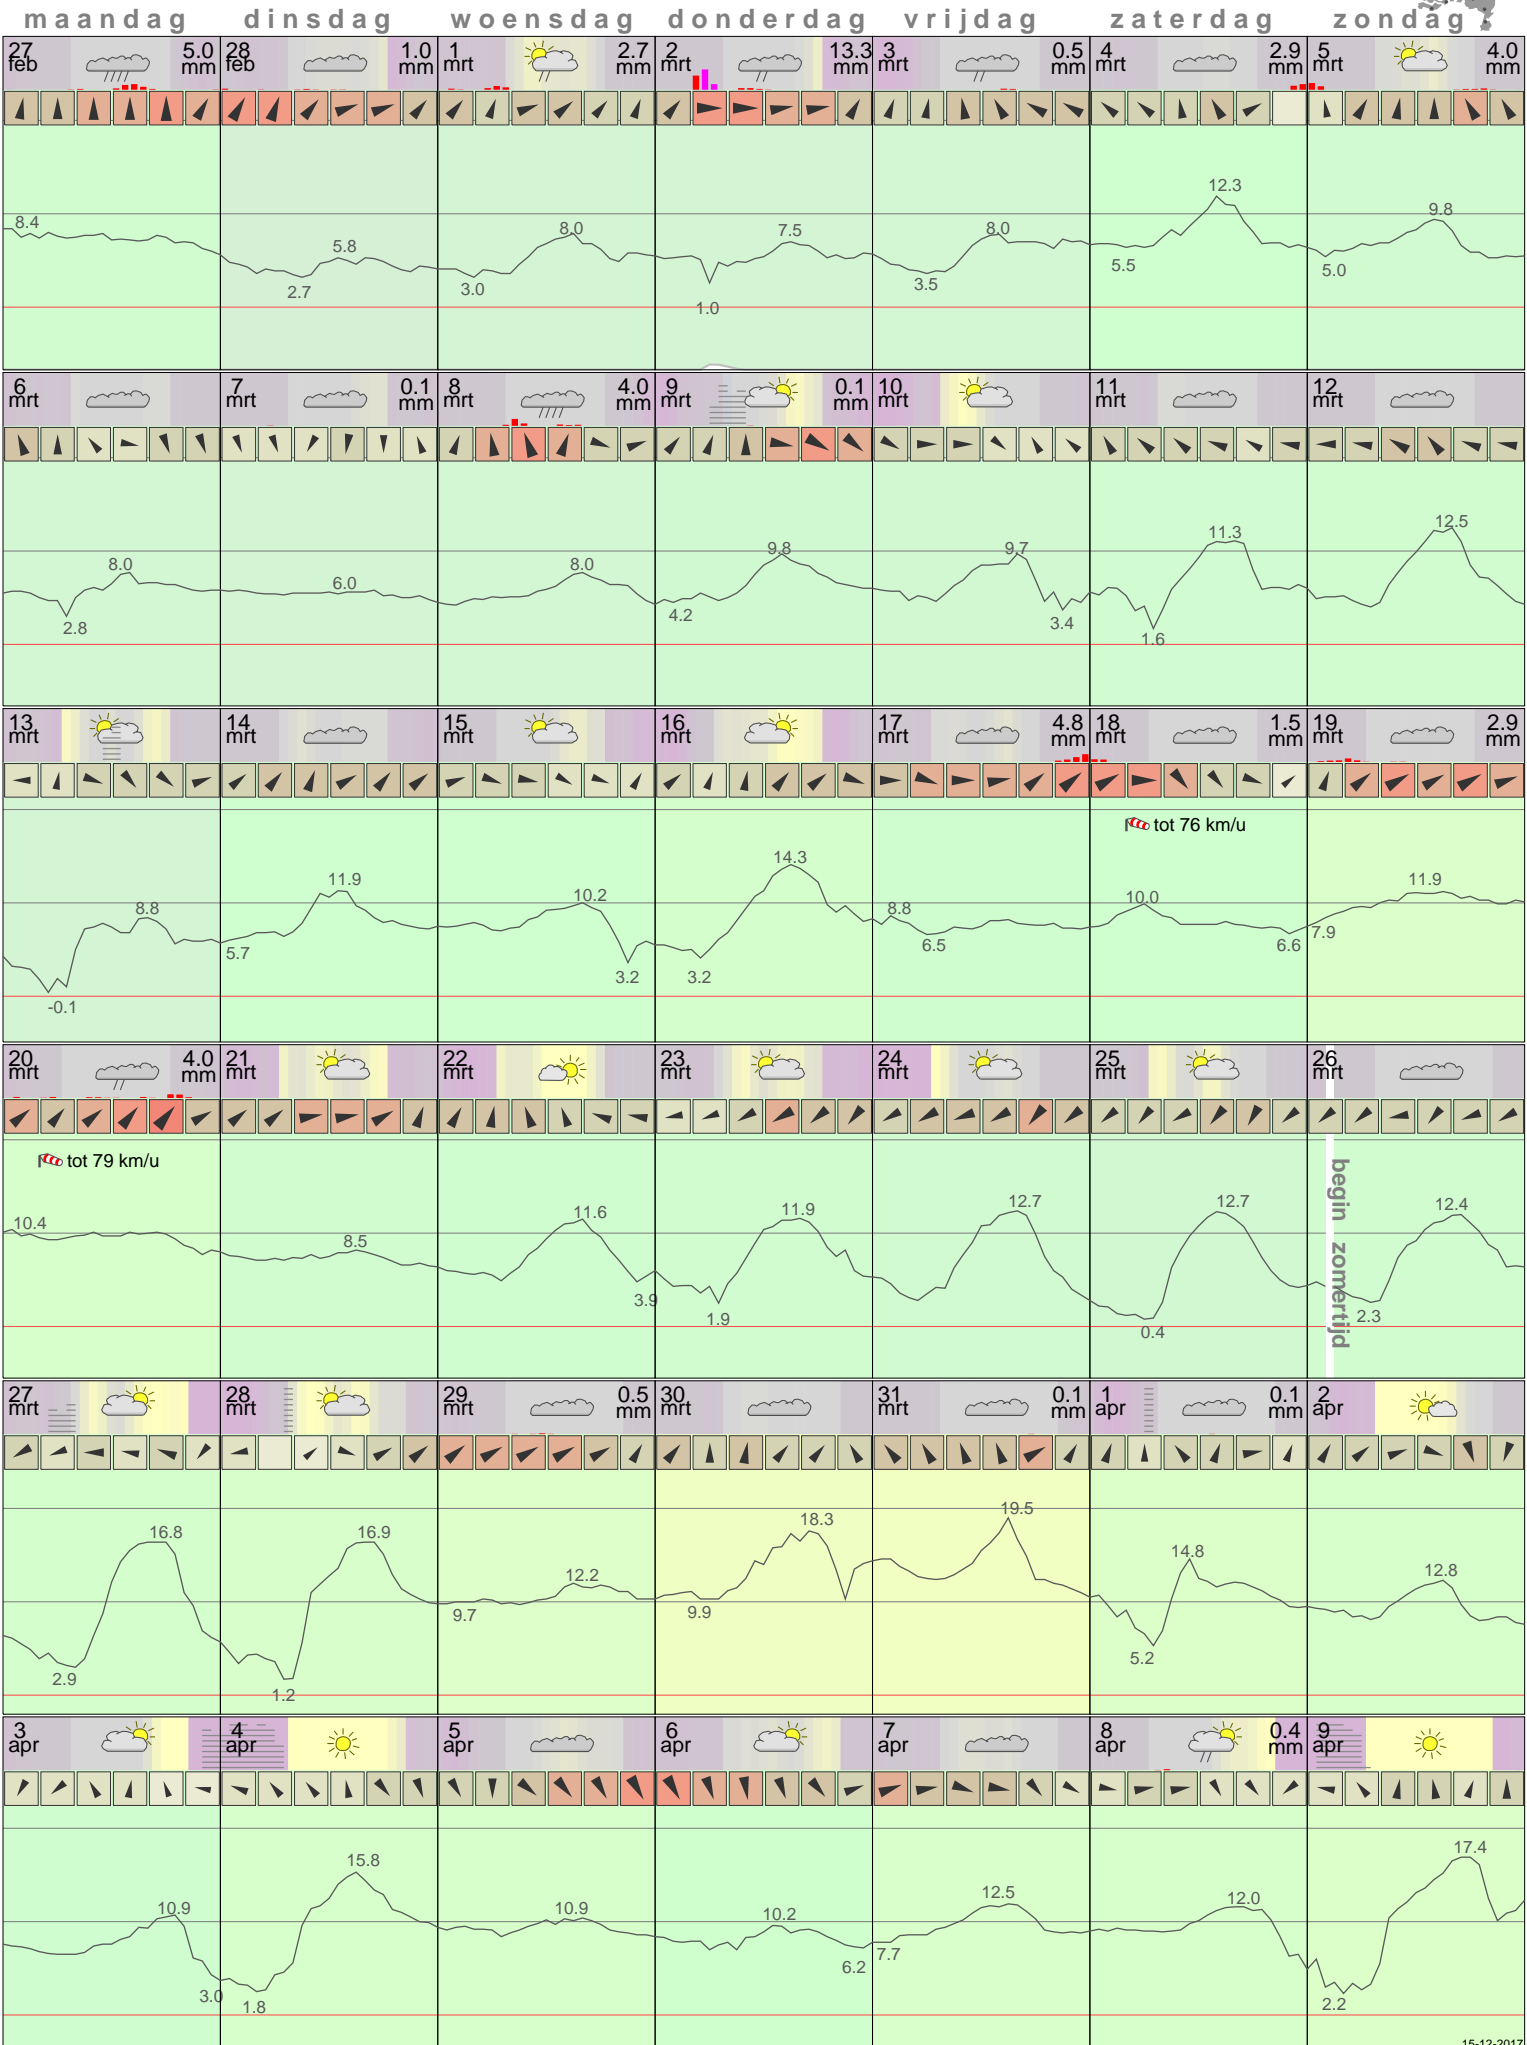 maandag dinsdag woensdag donderdag vrijdag zaterdag zondag
27 5.0 28 1.0 1 2.7 2 13.3 3 0.5 4 2.9 5 4.0
feb mm feb mm mrt mm mrt mm mrt mm mrt mm mrt mm
12.3
8.4 5.8 8.0 7.5 8.0 9.8
2.7 3.0 1.0 3.5 5.5 5.0
6 7 0.1 8 4.0 9 0.1 10 11 12
mrt mrt mm mrt mm mrt mm mrt mrt mrt
8.0 6.0 8.0 9.8 9.7 11.3 12.5
2.8 4.2 3.4 1.6
13 14 15 16 17 4.8 18 1.5 19 2.9
mrt mrt mrt mrt mrt mm mrt mm mrt mm
tot 76 km/u
8.8 11.9 10.2 14.3 8.8 10.0 11.9
-0.1 5.7 3.2 3.2 6.5 6.6 7.9
20 4.0 21 22 23 24 25 26
mrt mm mrt mrt mrt mrt mrt mrt
tot 79 km/u
begin zomertijd
10.4 8.5 11.6 11.9 12.7 12.7 12.4
3.9 1.9 0.4 2.3
27 28 29 0.5 30 31 0.1 1 0.1 2
mrt mrt mrt mm mrt mrt mm apr mm apr
16.8 16.9 12.2 18.3 19.5 14.8 12.8
2.9 1.2 9.7 9.9 5.2
3 4 5 6 7 8 0.4 9
apr apr apr apr apr apr mm apr
10.9 15.8 10.9 10.2 12.5 12.0 17.4
3.0 1.8 6.2 7.7 2.2
15-12-2017